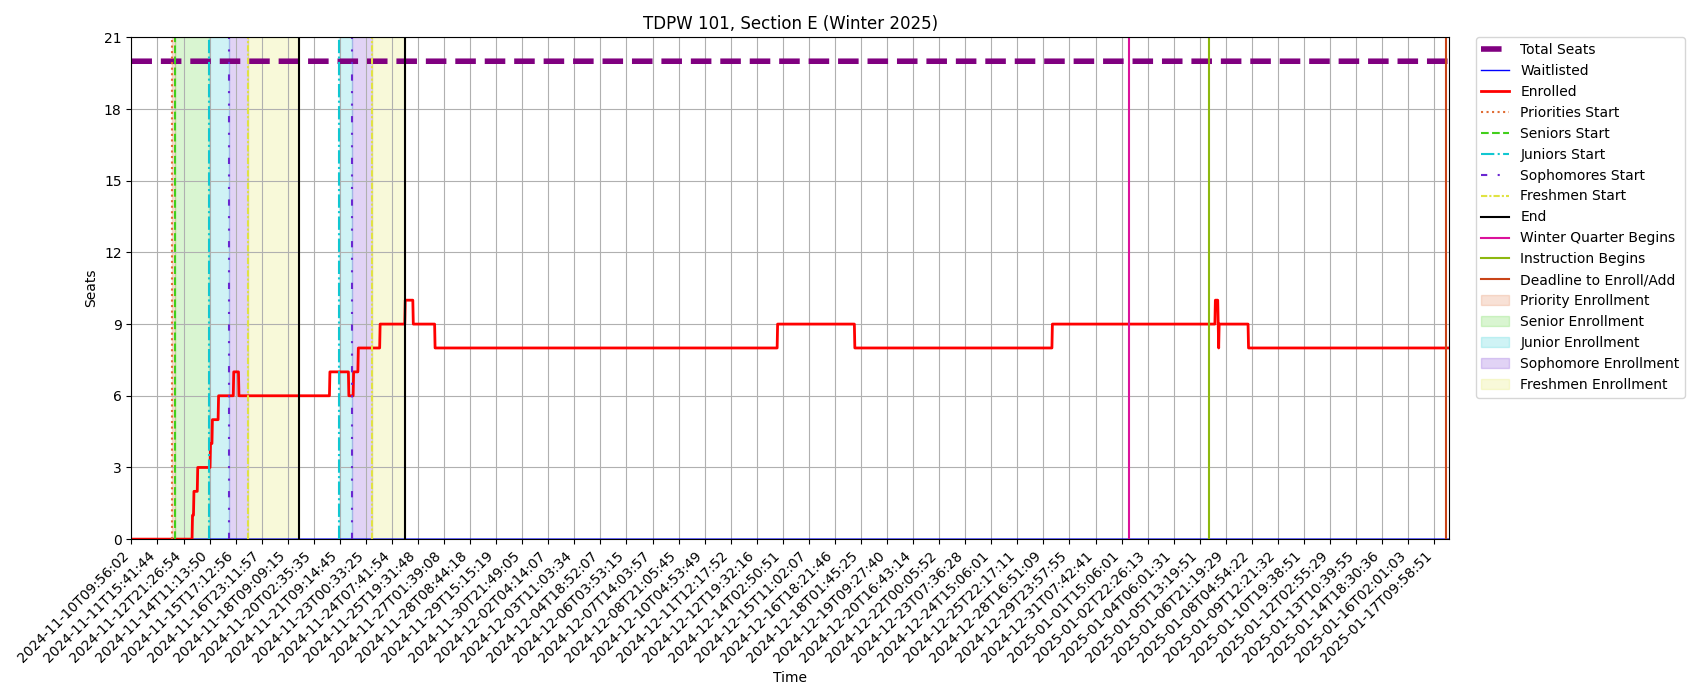 TDPW 101, Section E (Winter 2025)
21
18
15
12
9
6
3
0
Seats
2024-11-10T09:56:02
2024-11-11T15:41:44
2024-11-12T21:26:54
2024-11-14T11:13:50
2024-11-15T17:12:56
2024-11-16T23:11:57
2024-11-18T09:09:15
2024-11-20T02:35:35
2024-11-21T09:14:45
2024-11-23T00:33:25
2024-11-24T07:41:54
2024-11-25T19:31:48
2024-11-27T01:39:08
2024-11-28T08:44:18
2024-11-29T15:15:19
2024-11-30T21:49:05
2024-12-02T04:14:07
2024-12-03T11:03:34
2024-12-04T18:52:07
2024-12-06T03:53:15
2024-12-07T14:03:57
2024-12-08T21:05:45
2024-12-10T04:53:49
2024-12-11T12:17:52
2024-12-12T19:32:16
2024-12-14T02:50:51
2024-12-15T11:02:07
2024-12-16T18:21:46
2024-12-18T01:45:25
2024-12-19T09:27:40
2024-12-20T16:43:14
2024-12-22T00:05:52
2024-12-23T07:36:28
2024-12-24T15:06:01
2024-12-25T22:17:11
2024-12-28T16:51:09
2024-12-29T23:57:55
2024-12-31T07:42:41
2025-01-01T15:06:01
2025-01-02T22:26:13
2025-01-04T06:01:31
2025-01-05T13:19:51
2025-01-06T21:19:29
2025-01-08T04:54:22
2025-01-09T12:21:32
2025-01-10T19:38:51
2025-01-12T02:55:29
2025-01-13T10:39:55
2025-01-14T18:30:36
2025-01-16T02:01:03
2025-01-17T09:58:51
Time
Total Seats
Waitlisted
Enrolled
Priorities Start
Seniors Start
Juniors Start
Sophomores Start
Freshmen Start
End
Winter Quarter Begins
Instruction Begins
Deadline to Enroll/Add
Priority Enrollment
Senior Enrollment
Junior Enrollment
Sophomore Enrollment
Freshmen Enrollment